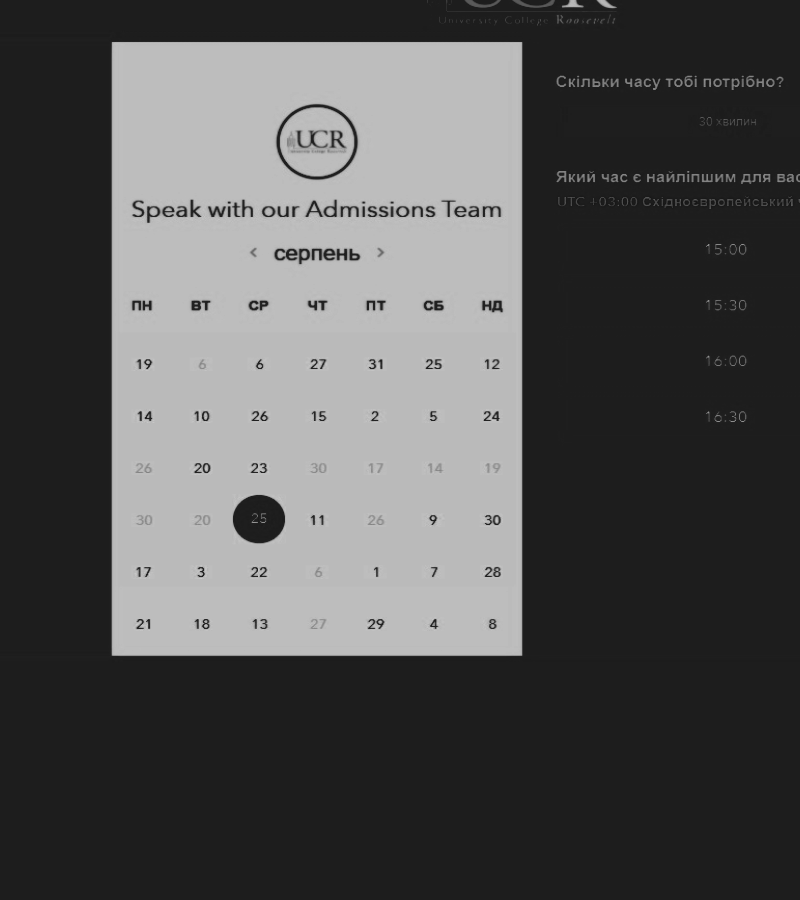 UCR
University College Roosevelt
UCR
University College Roosevelt
Speak with our Admissions Team
< серпень >
ПН ВТ СР ЧТ ПТ СБ НД
19 6 6 27 31 25 12
14 10 26 15 2 5 24
26 20 23 30 17 14 19
30 20 25 11 26 9 30
17 3 22 6 1 7 28
21 18 13 27 29 4 8
Скільки часу тобі потрібно?
30 хвилин
Який час є найліпшим для вас
UTC +03:00 Східноєвропейський
15:00
15:30
16:00
16:30